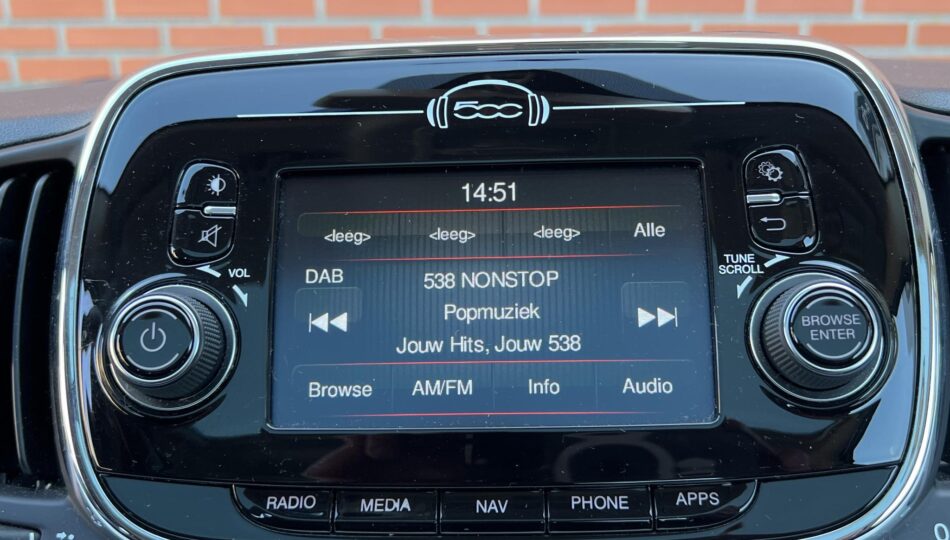 500
14:51
<leeg> <leeg> <leeg> Alle
VOL
TUNE
SCROLL
DAB
538 NONSTOP
Popmuziek
Jouw Hits, Jouw 538
BROWSE
ENTER
Browse AM/FM Info Audio
RADIO MEDIA NAV PHONE APPS